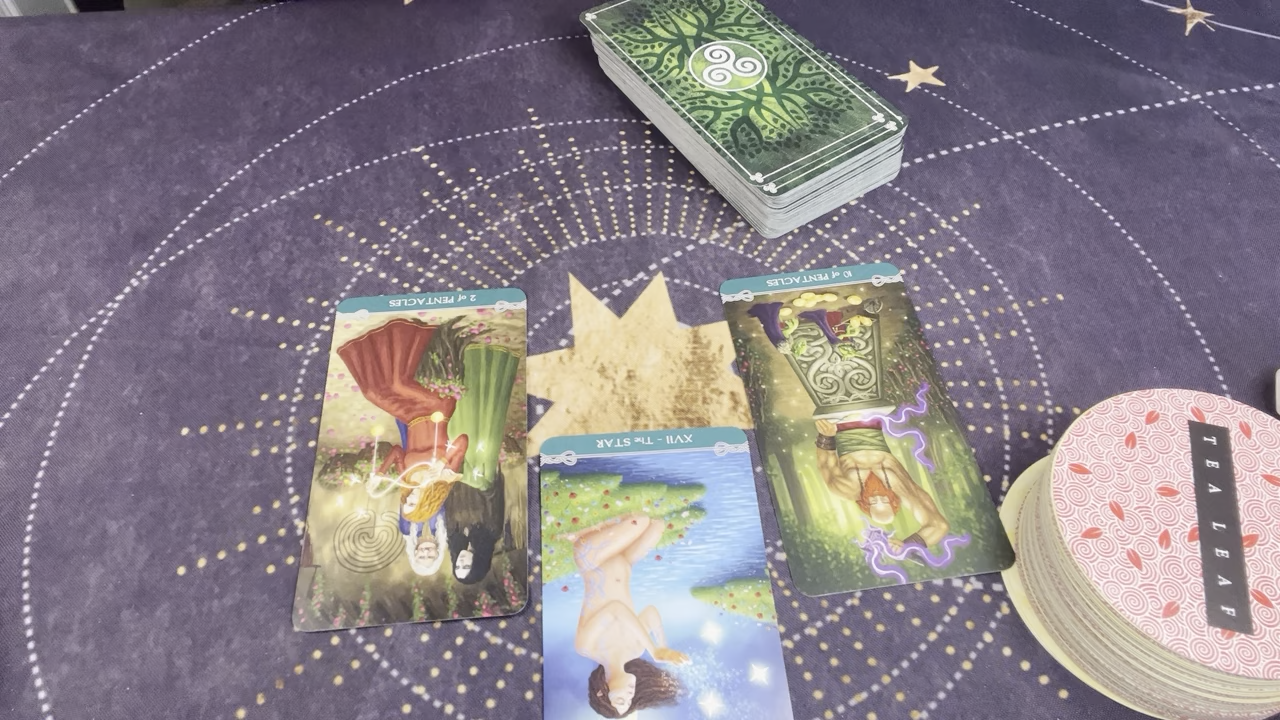 2 of PENTACLES
XVII - The STAR
10 of PENTACLES
TEA LEAF